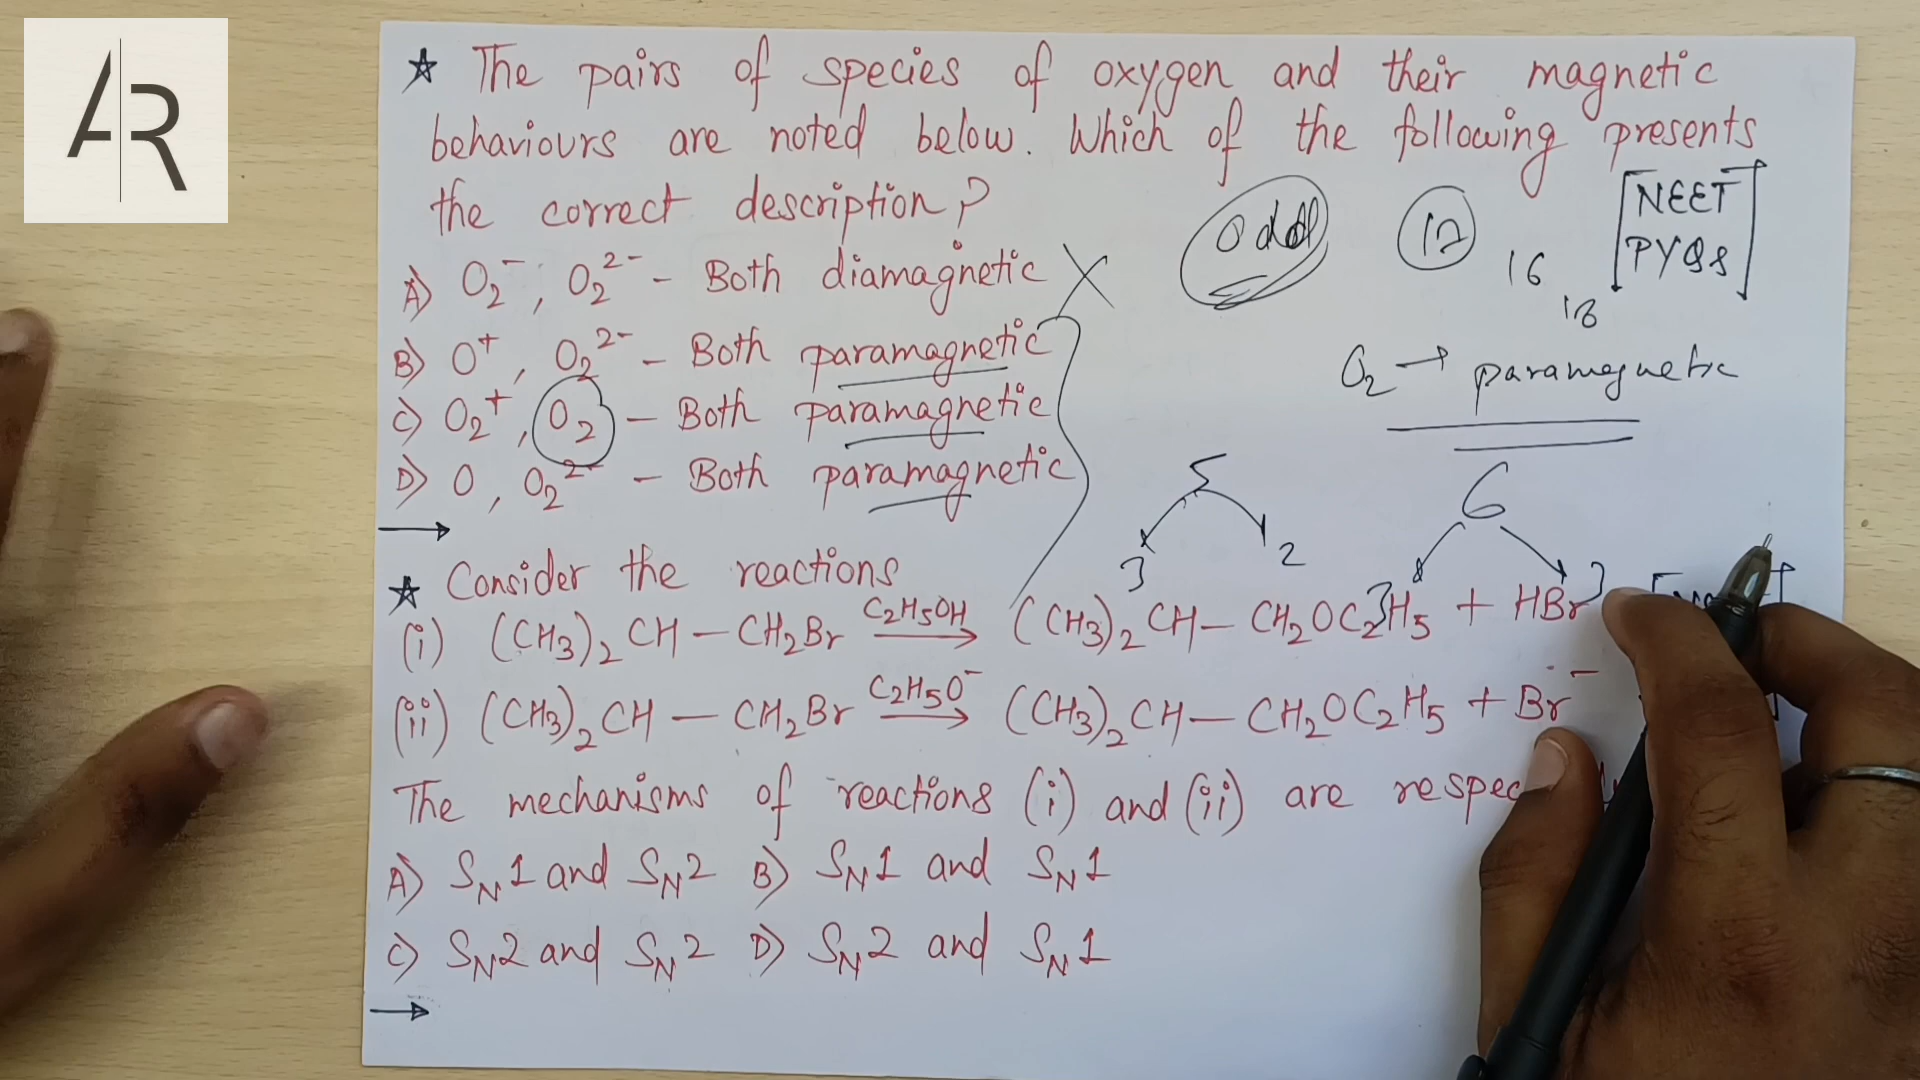 AR
☆ The pairs of species of oxygen and their magnetic
behaviours are noted below. Which of the following presents
the correct description?
Odd
17
16
18
[NEET
PYQs]
A) O₂⁻, O₂²⁻ - Both diamagnetic X
B) O⁺, O₂²⁻ - Both paramagnetic
O₂ → paramagnetic
C) O₂⁺, O₂ - Both paramagnetic
D) O, O₂²⁻ - Both paramagnetic
5
6
3
2
3
3
→
☆ Consider the reactions
(i) (CH₃)₂CH-CH₂Br C₂H₅OH→ (CH₃)₂CH-CH₂OC₂H₅ + HBr
(ii) (CH₃)₂CH-CH₂Br C₂H₅O⁻→ (CH₃)₂CH-CH₂OC₂H₅ + Br⁻
The mechanisms of reactions (i) and (ii) are
A) SN1 and SN2 B) SN1 and SN1
C) SN2 and SN2 D) SN2 and SN1
→